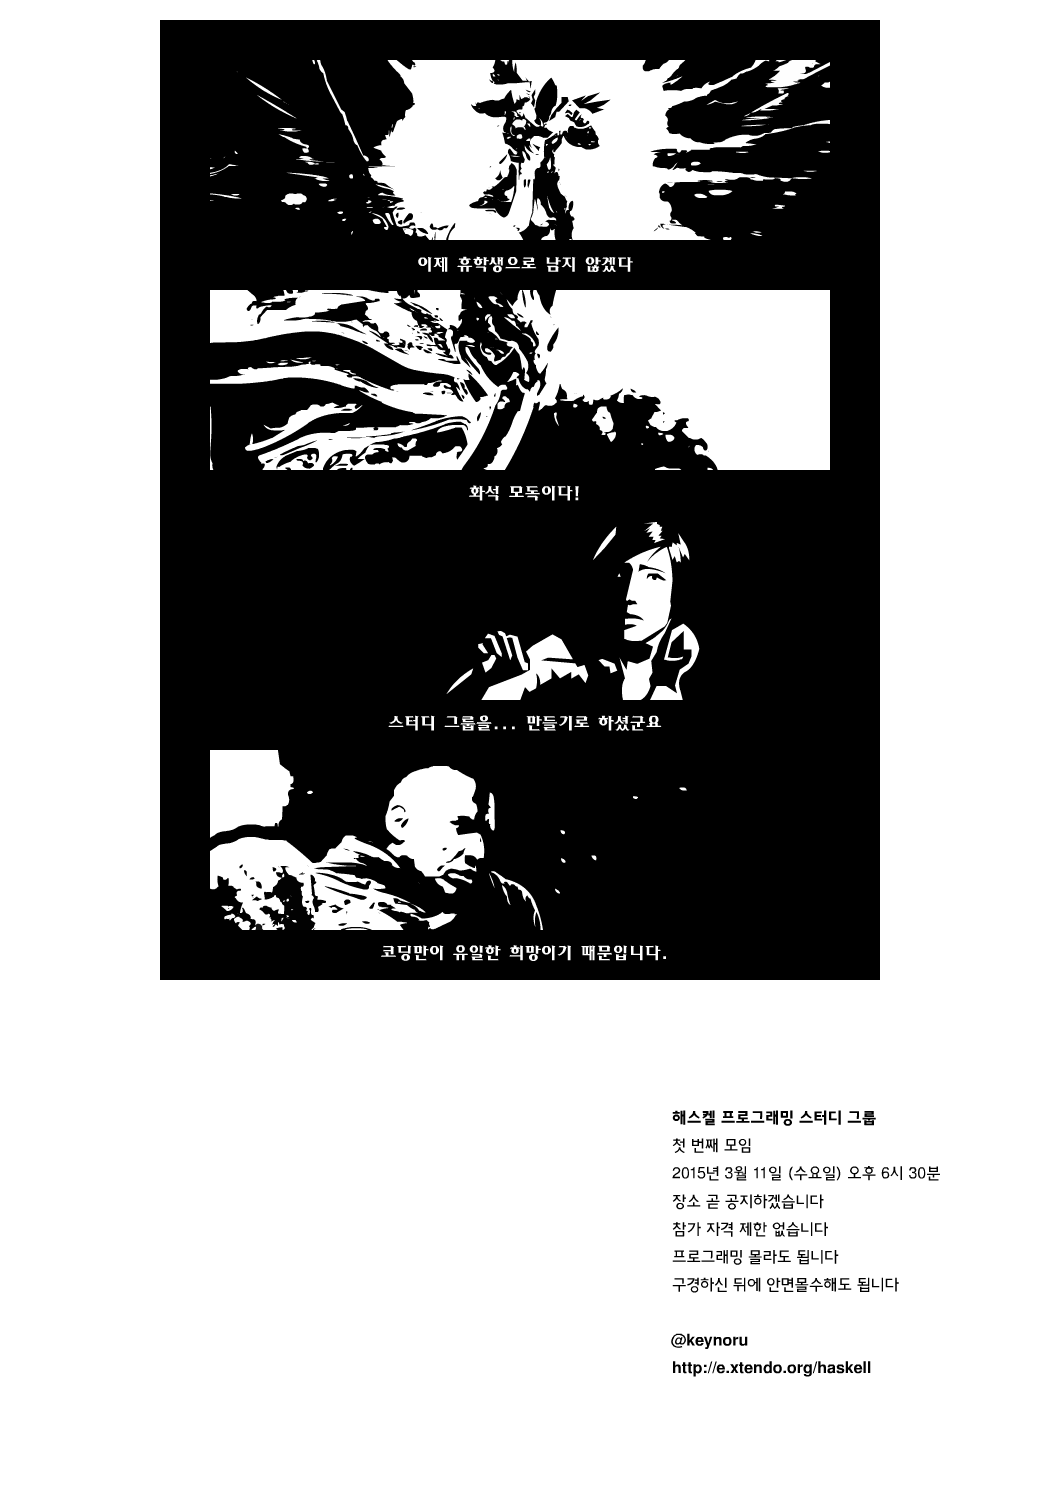 이제 휴학생으로 남지 않겠다
화석 모독이다!
스터디 그룹을... 만들기로 하셨군요
코딩만이 유일한 희망이기 때문입니다.
해스켈 프로그래밍 스터디 그룹
첫 번째 모임
2015년 3월 11일 (수요일) 오후 6시 30분
장소 곧 공지하겠습니다
참가 자격 제한 없습니다
프로그래밍 몰라도 됩니다
구경하신 뒤에 안면몰수해도 됩니다
@keynoru
http://e.xtendo.org/haskell